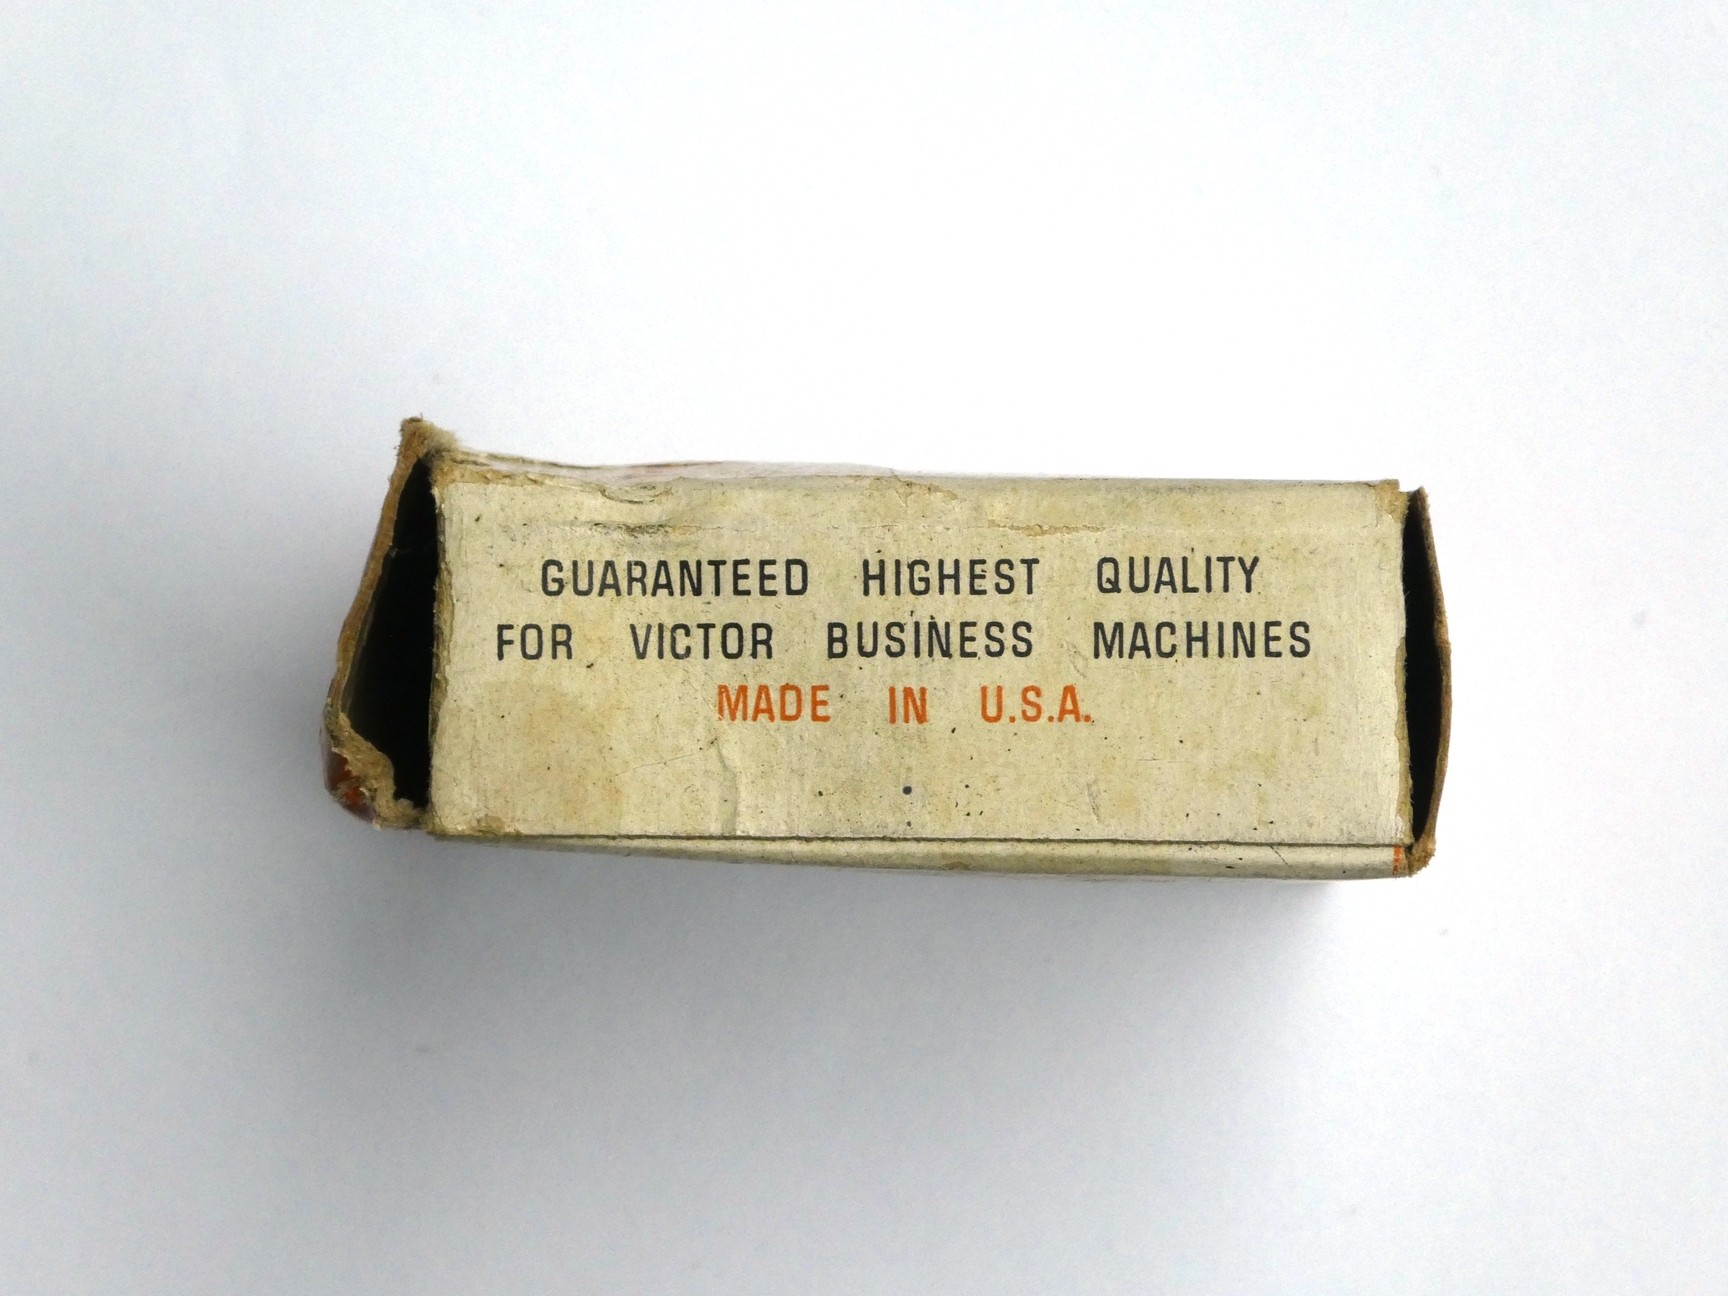 GUARANTEED HIGHEST QUALITY
FOR VICTOR BUSINESS MACHINES
MADE IN U.S.A.